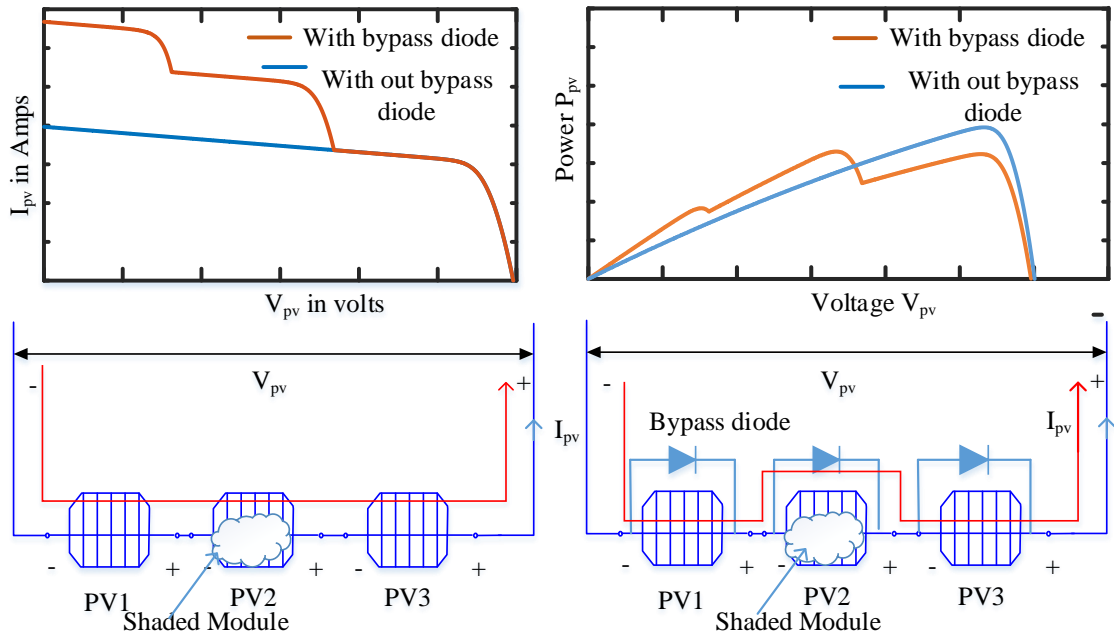 With bypass diode
With out bypass
diode
I_pv in Amps
V_pv in volts
With bypass diode
With out bypass
diode
Power P_pv
Voltage V_pv
-
V_pv
-
+
I_pv
- + - + - +
PV1 PV2 PV3
Shaded Module
V_pv
-
+
Bypass diode
I_pv
- + - + - +
PV1 PV2 PV3
Shaded Module